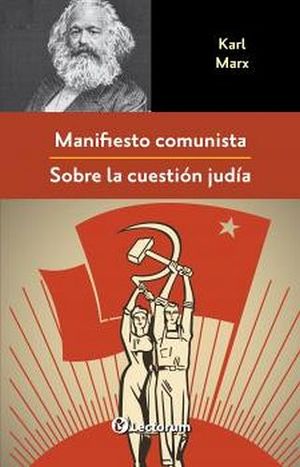 Karl
Marx
Manifiesto comunista
Sobre la cuestión judía
Lectorum